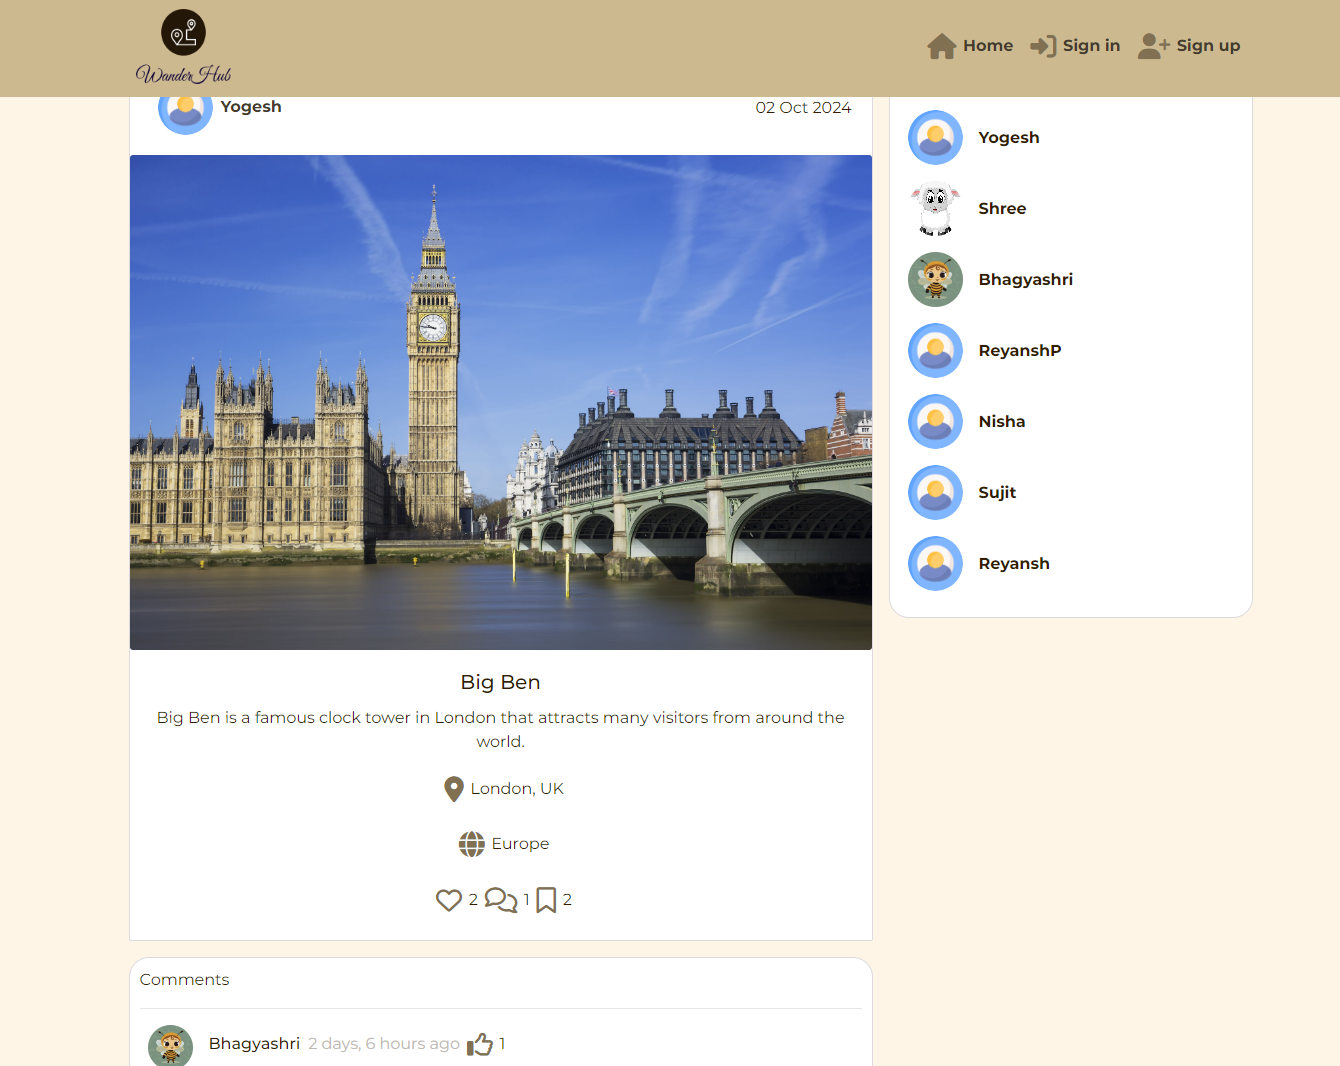 Wander Hub
Home
Sign in
Sign up
Yogesh
02 Oct 2024
Big Ben
Big Ben is a famous clock tower in London that attracts many visitors from around the
world.
London, UK
Europe
2
1
2
Comments
Bhagyashri 2 days, 6 hours ago 1
Yogesh
Shree
Bhagyashri
ReyanshP
Nisha
Sujit
Reyansh